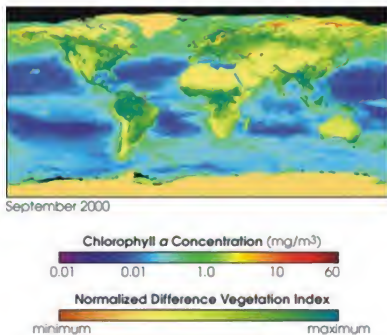 September 2000
Chlorophyll a Concentration (mg/m³)
0.01 0.01 1.0 10 60
Normalized Difference Vegetation Index
minimum maximum